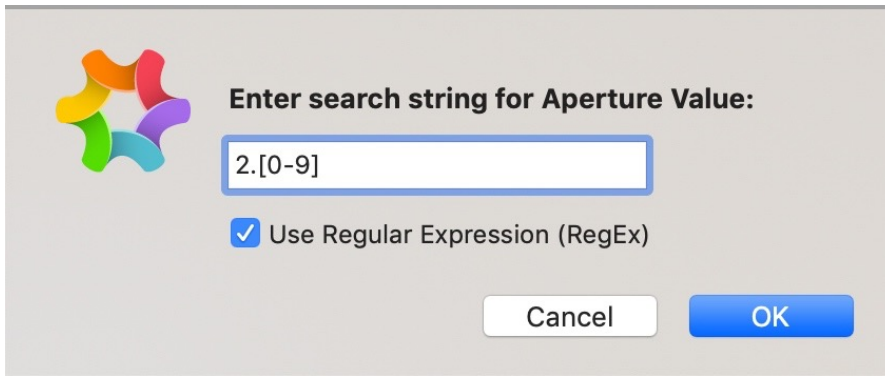 Enter search string for Aperture Value:
2.[0-9]
Use Regular Expression (RegEx)
Cancel OK